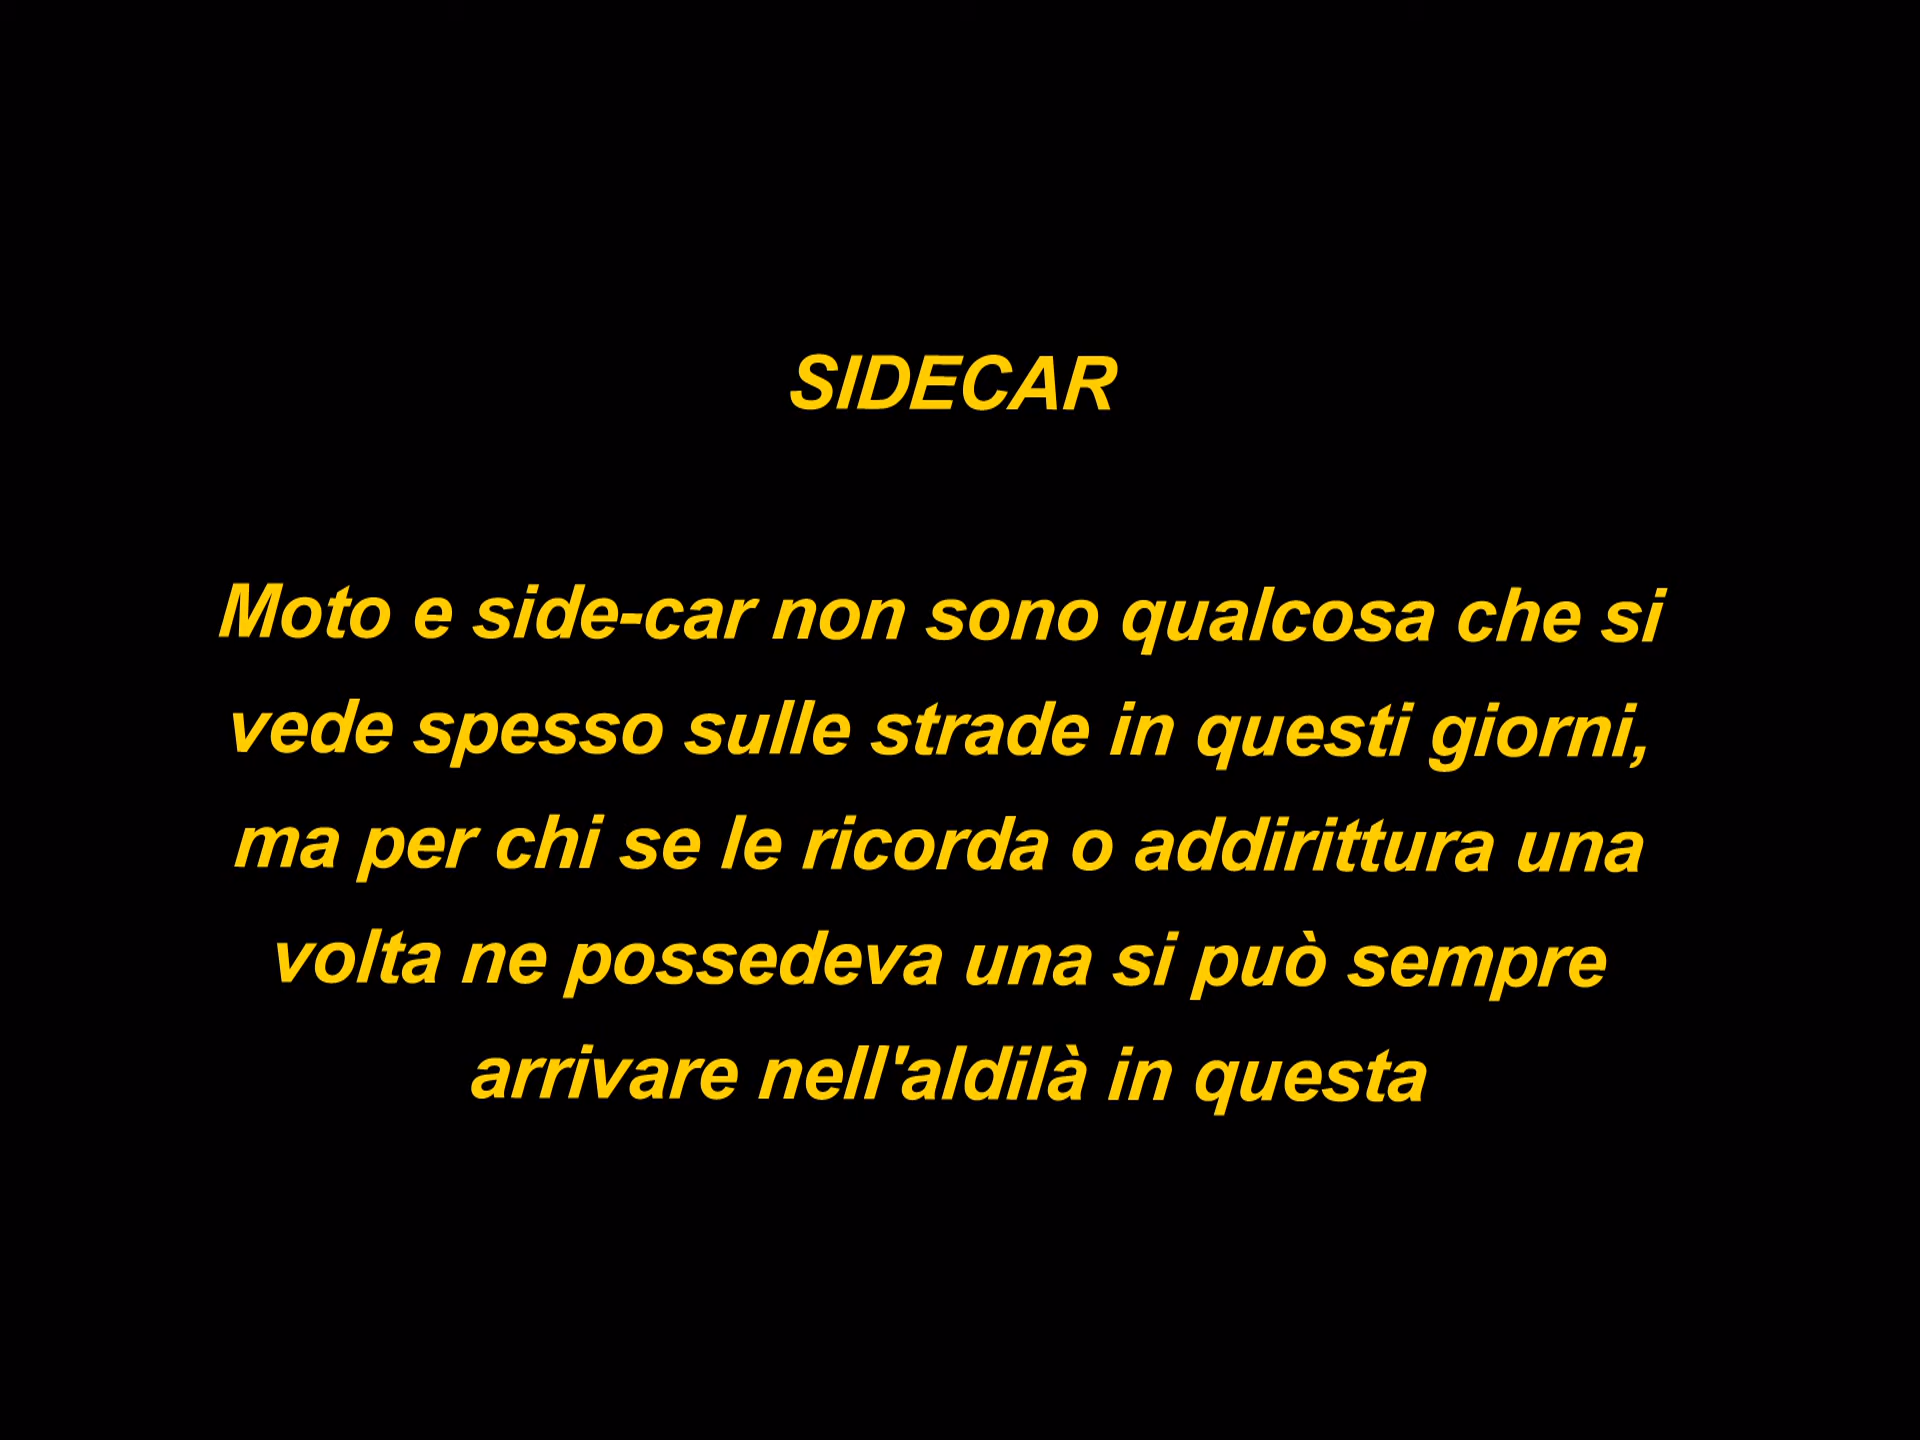 SIDECAR
Moto e side-car non sono qualcosa che si
vede spesso sulle strade in questi giorni,
ma per chi se le ricorda o addirittura una
volta ne possedeva una si può sempre
arrivare nell'aldilà in questa